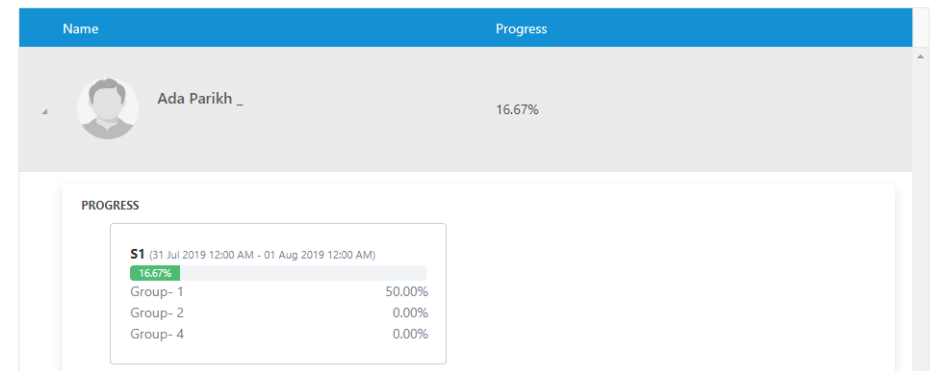 Name Progress
Ada Parikh _
16.67%
PROGRESS
S1 (31 Jul 2019 12:00 AM - 01 Aug 2019 12:00 AM)
16.67%
Group- 1 50.00%
Group- 2 0.00%
Group- 4 0.00%